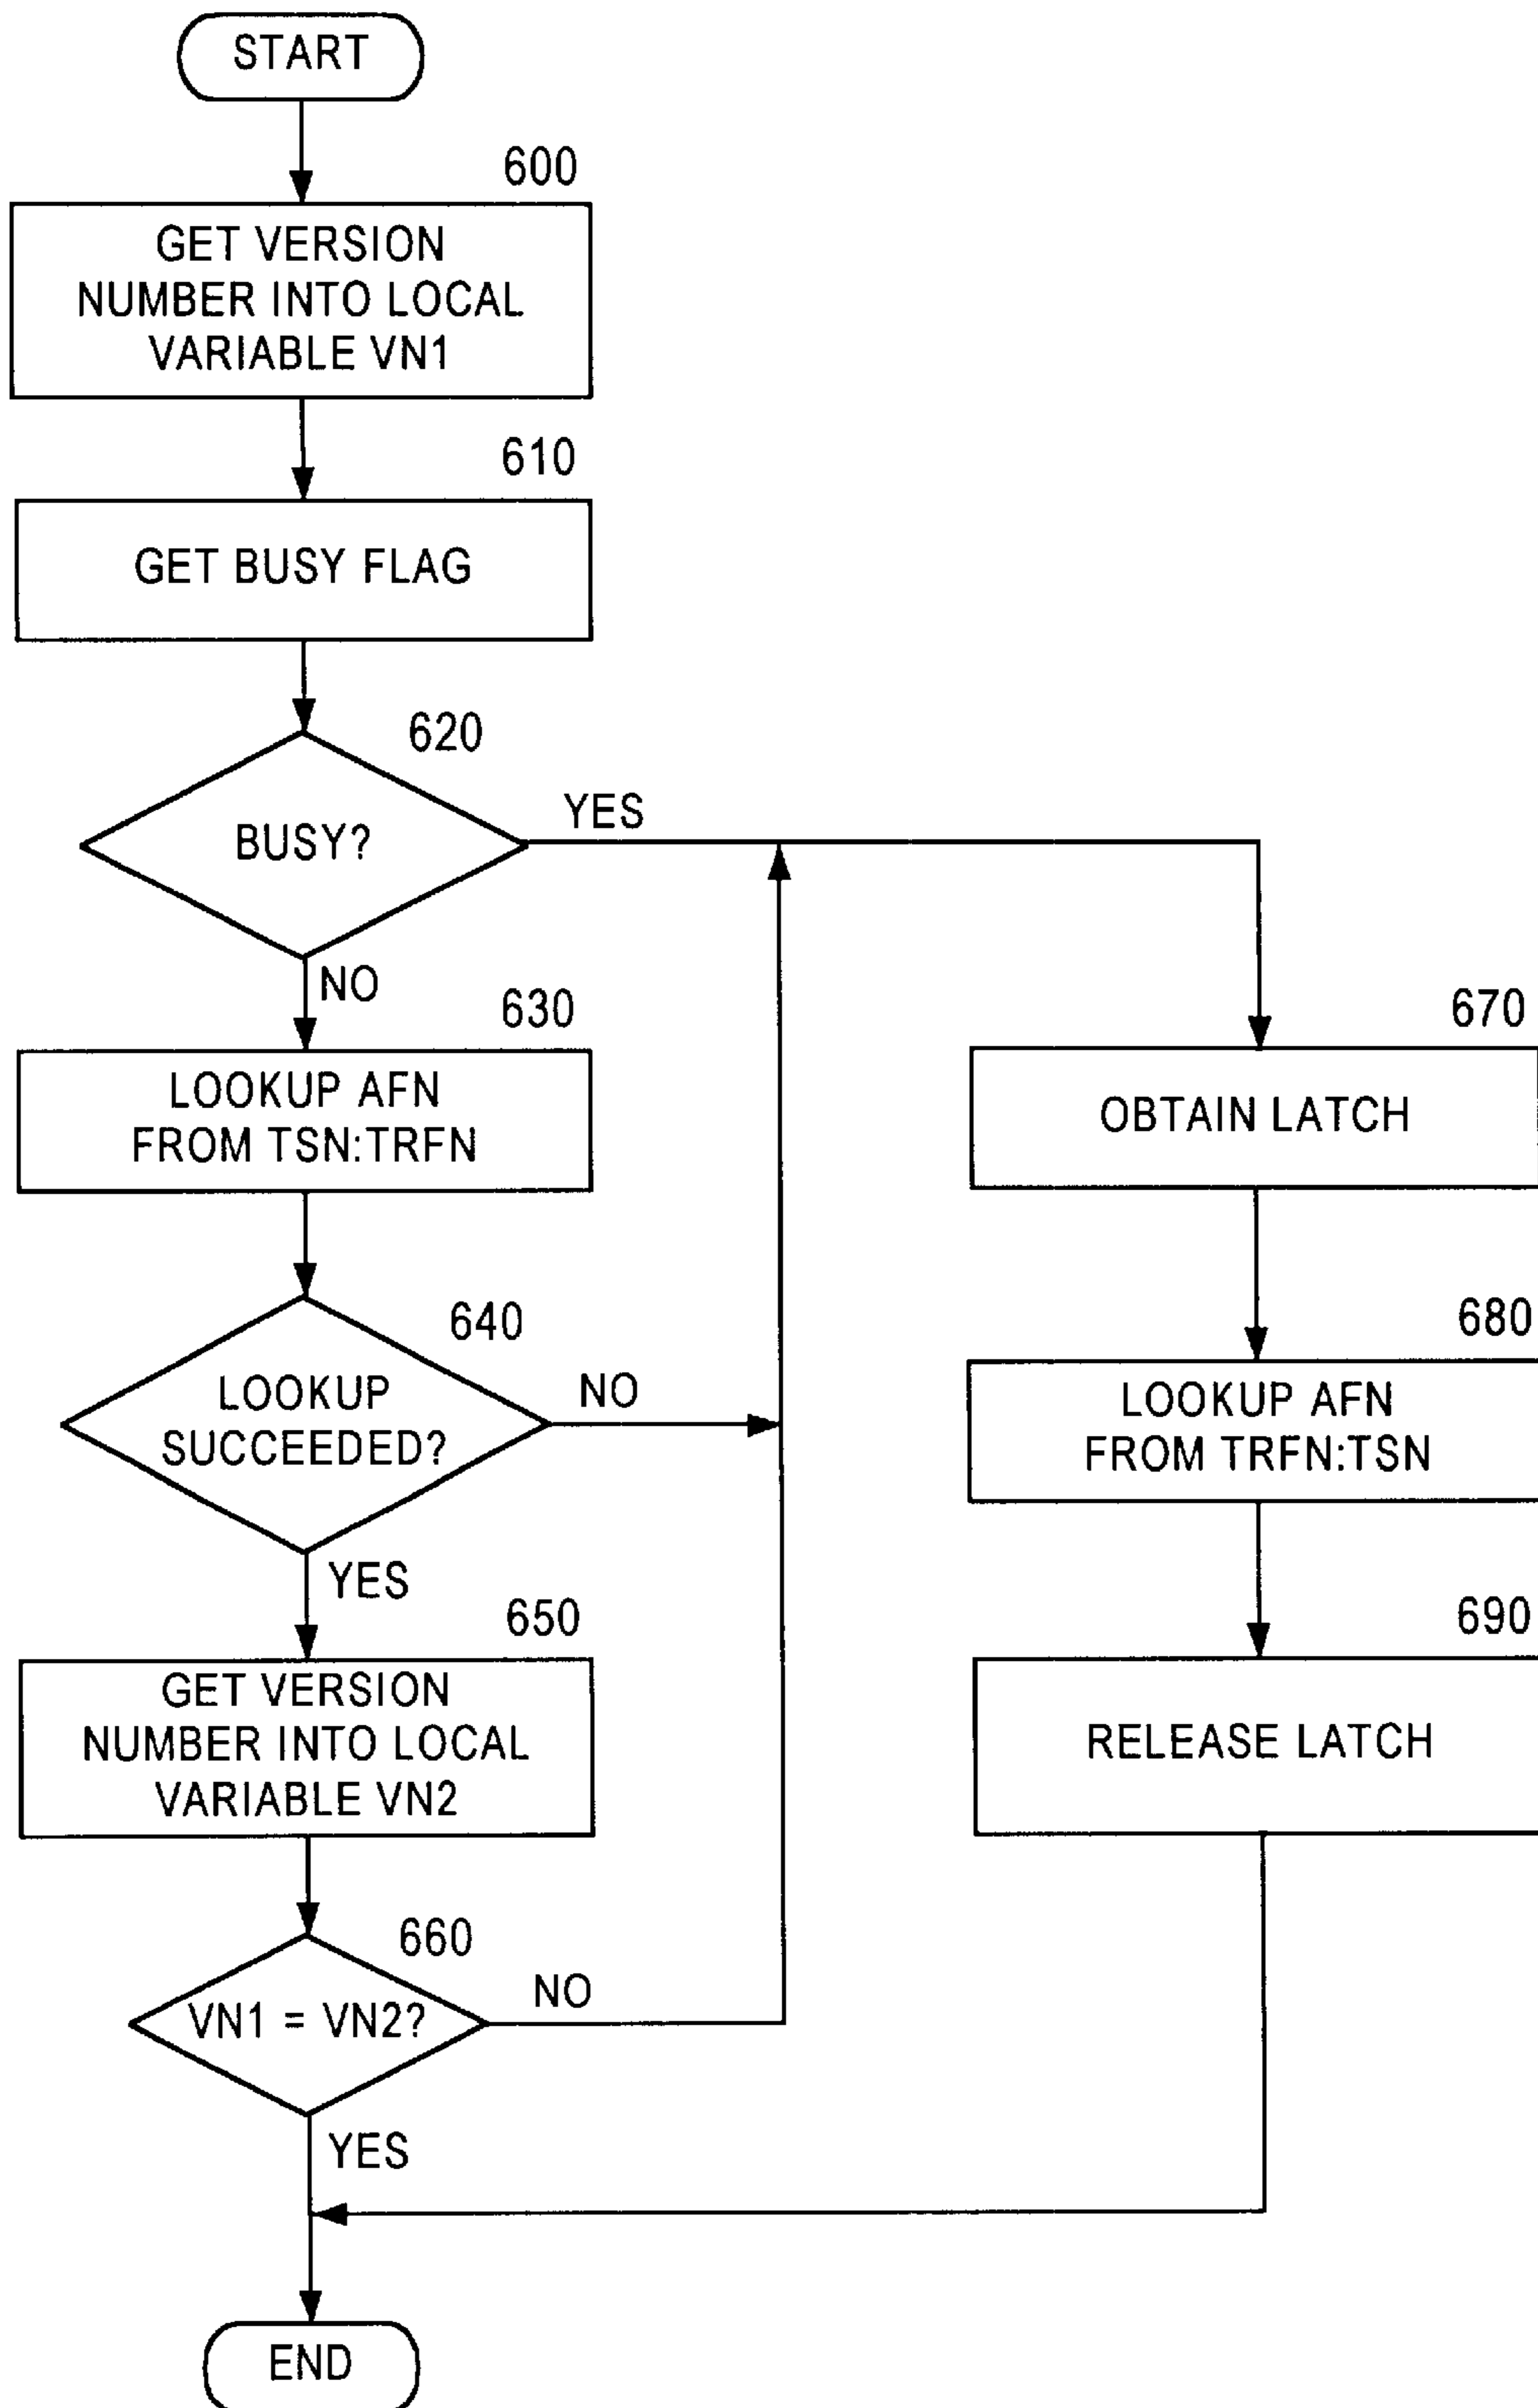 START
600
GET VERSION
NUMBER INTO LOCAL
VARIABLE VN1
610
GET BUSY FLAG
620
BUSY?
YES
NO
630
LOOKUP AFN
FROM TSN:TRFN
640
LOOKUP
SUCCEEDED?
NO
YES
650
GET VERSION
NUMBER INTO LOCAL
VARIABLE VN2
660
VN1 = VN2?
NO
YES
670
OBTAIN LATCH
680
LOOKUP AFN
FROM TRFN:TSN
690
RELEASE LATCH
END